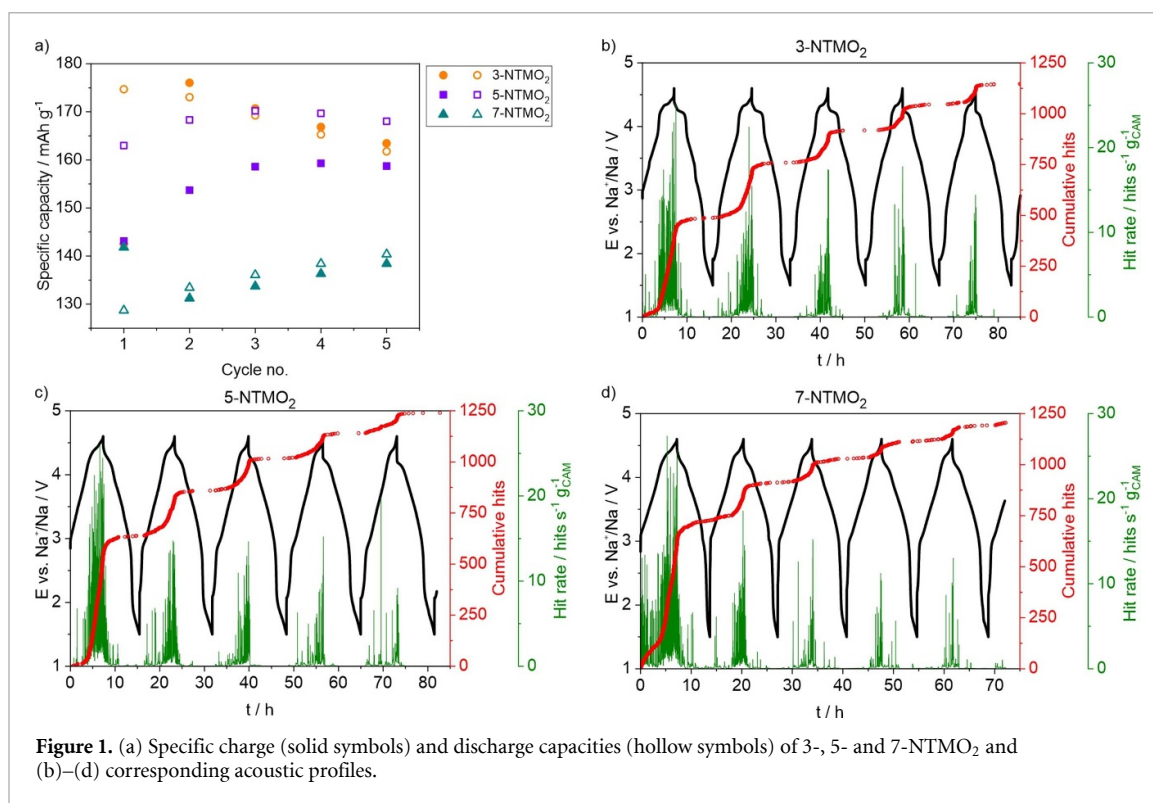 a)
180
170
160
150
140
130
Specific capacity / mAh g⁻¹
1 2 3 4 5
Cycle no.
3-NTMO₂
5-NTMO₂
7-NTMO₂
b)
3-NTMO₂
5
4
3
2
1
E vs. Na⁺/Na / V
0 10 20 30 40 50 60 70 80
t / h
1250
1000
750
500
250
0
Cumulative hits
30
20
10
0
Hit rate / hits s⁻¹ g⁻¹CAM
c)
5-NTMO₂
5
4
3
2
1
E vs. Na⁺/Na / V
0 10 20 30 40 50 60 70 80
t / h
1250
1000
750
500
250
0
Cumulative hits
30
20
10
0
Hit rate / hits s⁻¹ g⁻¹CAM
d)
7-NTMO₂
5
4
3
2
1
E vs. Na⁺/Na / V
0 10 20 30 40 50 60 70
t / h
1250
1000
750
500
250
0
Cumulative hits
30
20
10
0
Hit rate / hits s⁻¹ g⁻¹CAM
Figure 1. (a) Specific charge (solid symbols) and discharge capacities (hollow symbols) of 3-, 5- and 7-NTMO₂ and
(b)–(d) corresponding acoustic profiles.